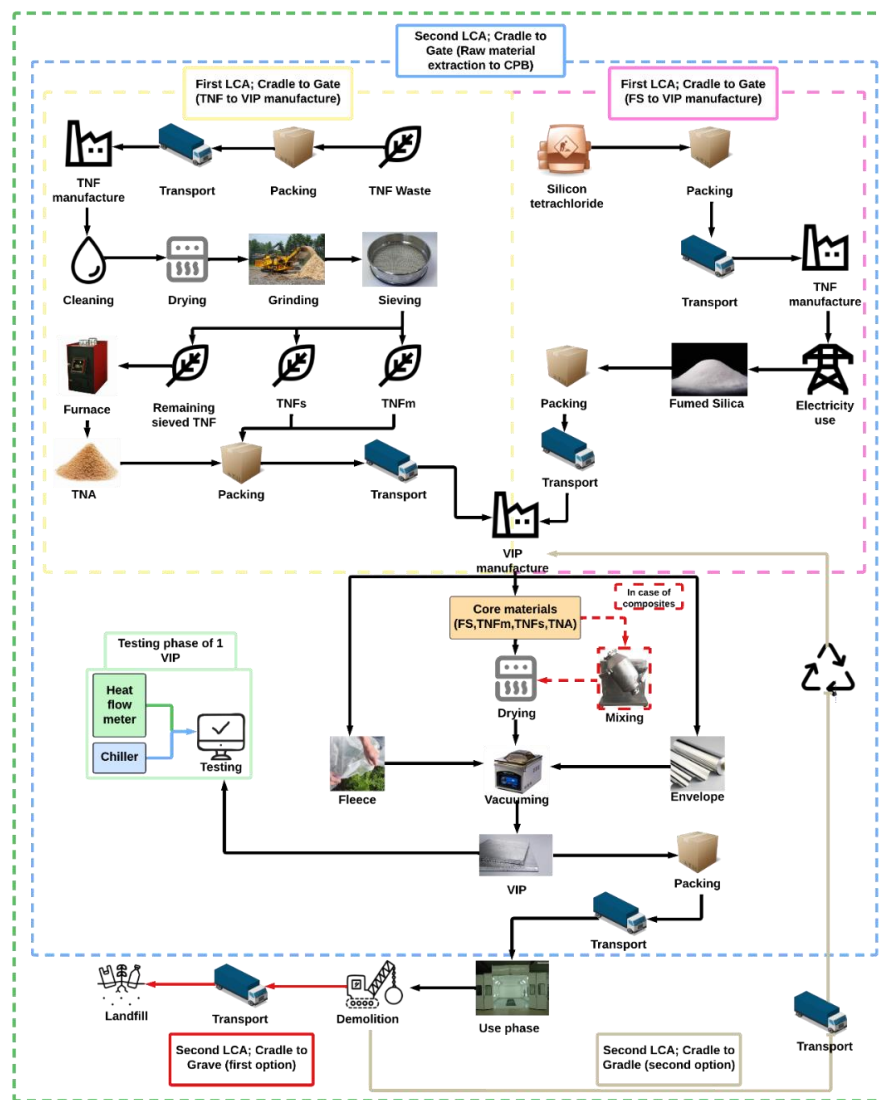 Second LCA; Cradle to
Gate (Raw material
extraction to CPB)
First LCA; Cradle to Gate
(TNF to VIP manufacture)
First LCA; Cradle to Gate
(FS to VIP manufacture)
TNF
manufacture
Transport
Packing
TNF Waste
Silicon
tetrachloride
Packing
Cleaning
Drying
Grinding
Sieving
Transport
TNF
manufacture
Furnace
Remaining
sieved TNF
TNFs
TNFm
Packing
Fumed Silica
Electricity
use
TNA
Packing
Transport
Transport
VIP
manufacture
In case of
composites
Core materials
(FS,TNFm,TNFs,TNA)
Testing phase of 1
VIP
Heat
flow
meter
Chiller
Testing
Drying
Mixing
Fleece
Vacuuming
Envelope
VIP
Packing
Transport
Landfill
Transport
Demolition
Use phase
Transport
Second LCA; Cradle to
Grave (first option)
Second LCA; Cradle to
Gradle (second option)